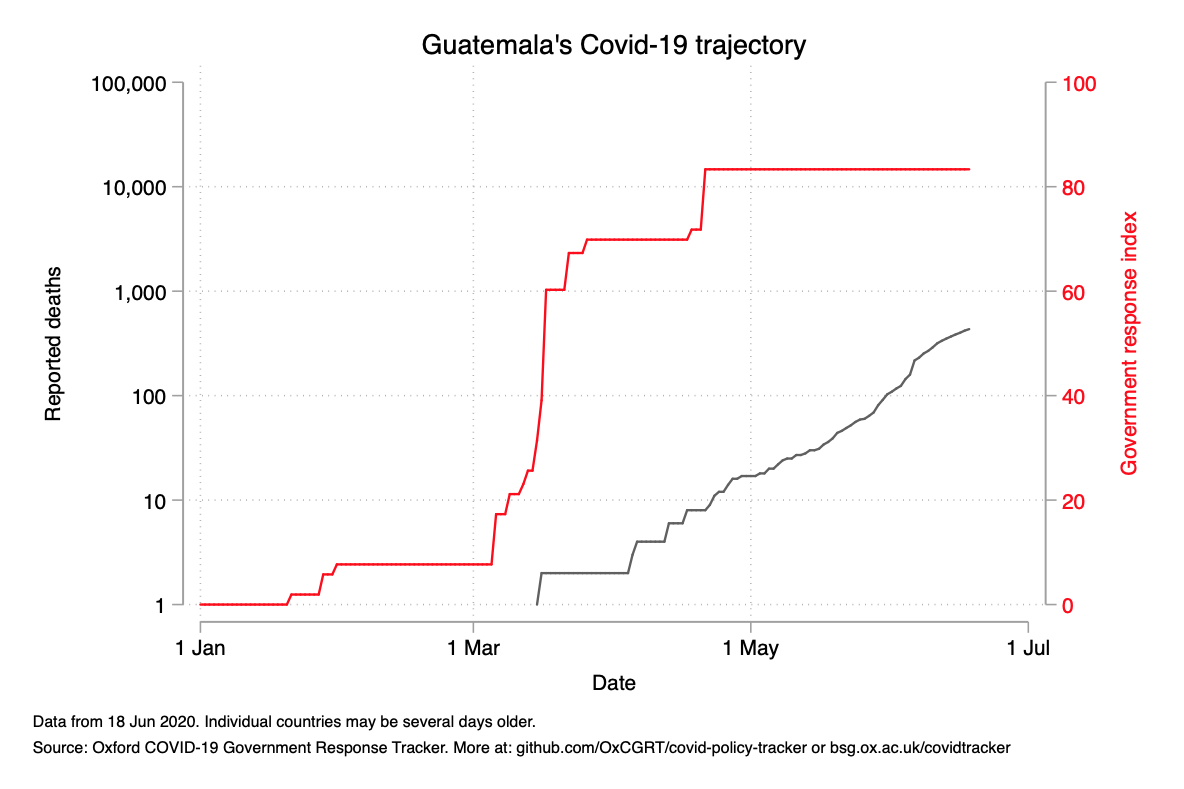 Guatemala's Covid-19 trajectory
100,000
10,000
1,000
100
10
1
Reported deaths
100
80
60
40
20
0
Government response index
1 Jan
1 Mar
1 May
1 Jul
Date
Data from 18 Jun 2020. Individual countries may be several days older.
Source: Oxford COVID-19 Government Response Tracker. More at: github.com/OxCGRT/covid-policy-tracker or bsg.ox.ac.uk/covidtracker